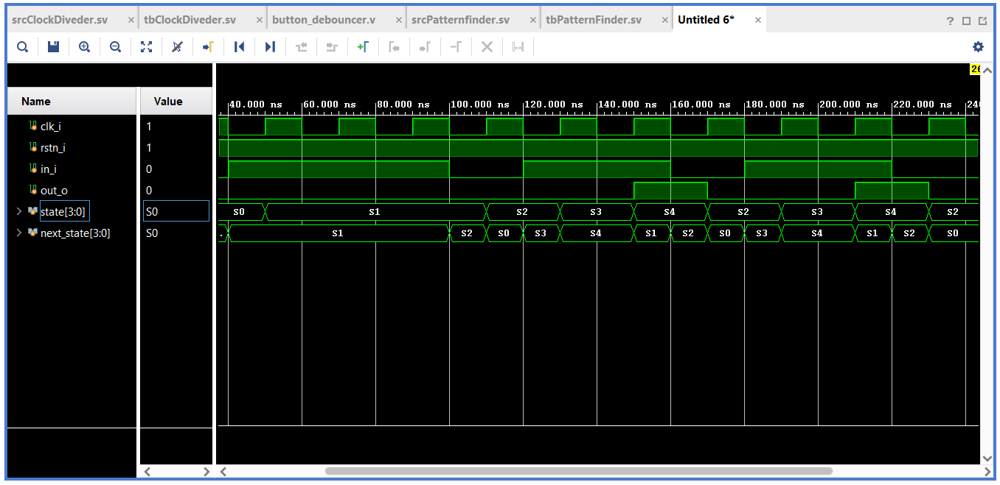 srcClockDiveder.sv × tbClockDiveder.sv × button_debouncer.v × srcPatternfinder.sv × tbPatternFinder.sv × Untitled 6* × ?
26
Name Value
40.000 ns 60.000 ns 80.000 ns 100.000 ns 120.000 ns 140.000 ns 160.000 ns 180.000 ns 200.000 ns 220.000 ns 240
clk_i 1
rstn_i 1
in_i 0
out_o 0
state[3:0] S0 S0 S1 S2 S3 S4 S2 S3 S4 S2
next_state[3:0] S0 . S1 S2 S0 S3 S4 S1 S2 S0 S3 S4 S1 S2 S0